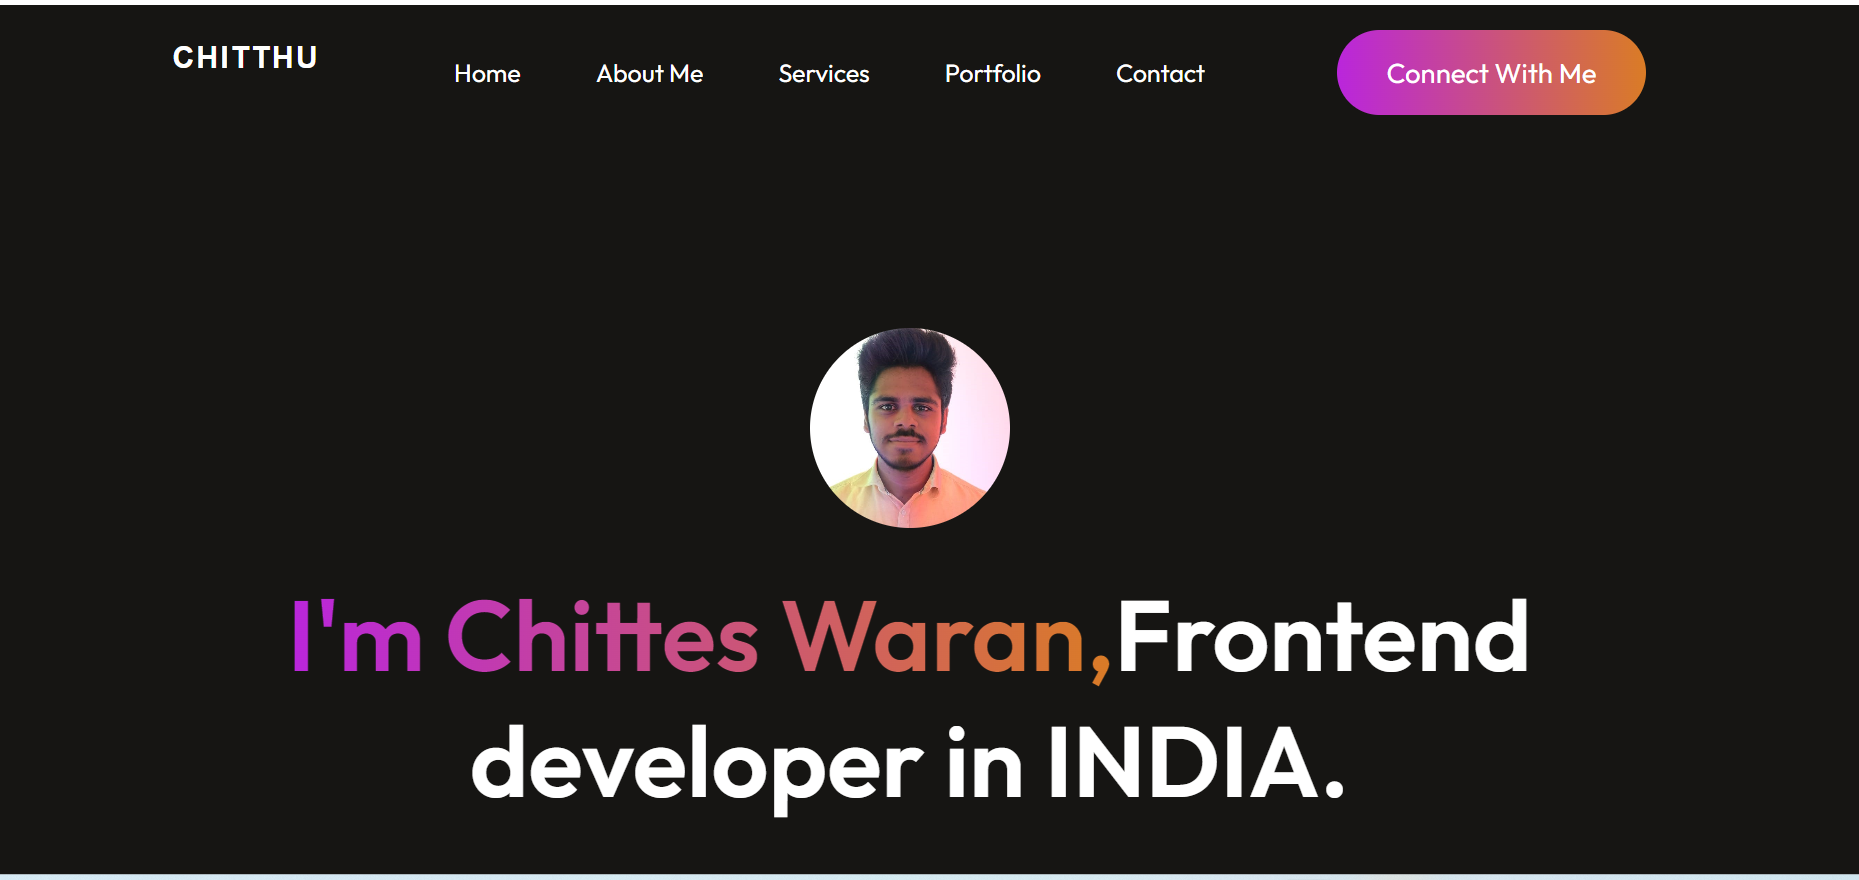 CHITTHU
Home
About Me
Services
Portfolio
Contact
Connect With Me
I'm Chittes Waran,Frontend
developer in INDIA.